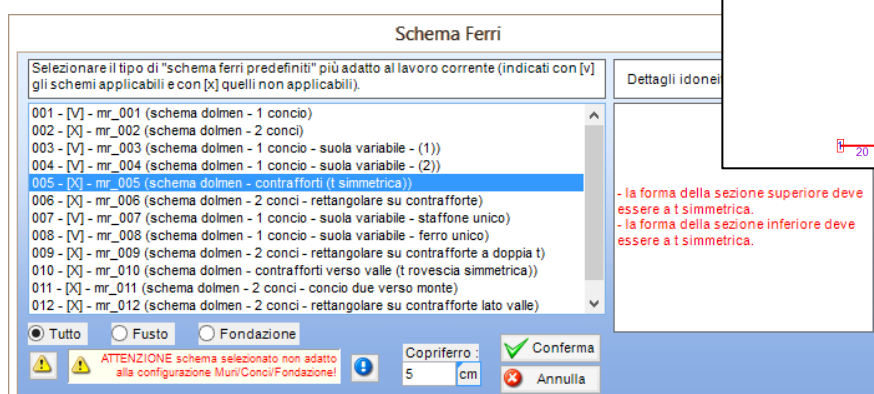 Schema Ferri
Selezionare il tipo di "schema ferri predefiniti" più adatto al lavoro corrente (indicati con [v]
gli schemi applicabili e con [x] quelli non applicabili).
Dettagli idonei
001 - [V] - mr_001 (schema dolmen - 1 concio)
002 - [X] - mr_002 (schema dolmen - 2 conci)
003 - [V] - mr_003 (schema dolmen - 1 concio - suola variabile - (1))
004 - [V] - mr_004 (schema dolmen - 1 concio - suola variabile - (2))
005 - [X] - mr_005 (schema dolmen - contrafforti (t simmetrica))
006 - [X] - mr_006 (schema dolmen - 2 conci - rettangolare su contrafforte)
007 - [V] - mr_007 (schema dolmen - 1 concio - suola variabile - staffone unico)
008 - [V] - mr_008 (schema dolmen - 1 concio - suola variabile - ferro unico)
009 - [X] - mr_009 (schema dolmen - 2 conci - rettangolare su contrafforte a doppia t)
010 - [X] - mr_010 (schema dolmen - contrafforti verso valle (t rovescia simmetrica))
011 - [X] - mr_011 (schema dolmen - 2 conci - concio due verso monte)
012 - [X] - mr_012 (schema dolmen - 2 conci - rettangolare su contrafforte lato valle)
1
20
- la forma della sezione superiore deve
essere a t simmetrica.
- la forma della sezione inferiore deve
essere a t simmetrica.
Tutto
Fusto
Fondazione
ATTENZIONE schema selezionato non adatto
alla configurazione Muri/Conci/Fondazione!
Copriferro :
5
cm
Conferma
Annulla